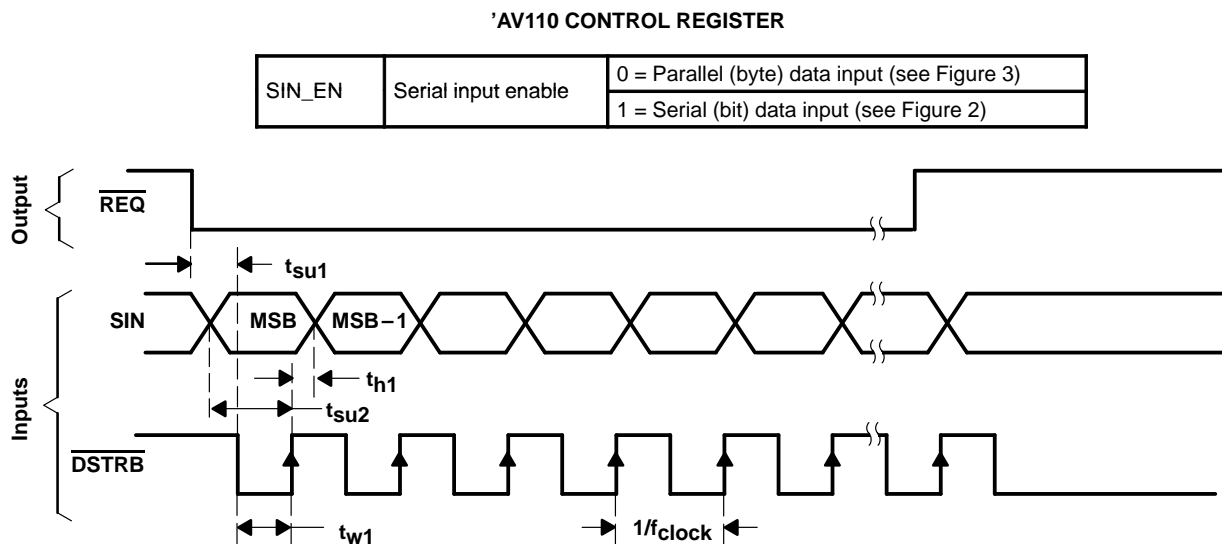 'AV110 CONTROL REGISTER
SIN_EN
Serial input enable
0 = Parallel (byte) data input (see Figure 3)
1 = Serial (bit) data input (see Figure 2)
Output
REQ
tsu1
Inputs
SIN
MSB
MSB–1
th1
tsu2
DSTRB
tw1
1/fclock